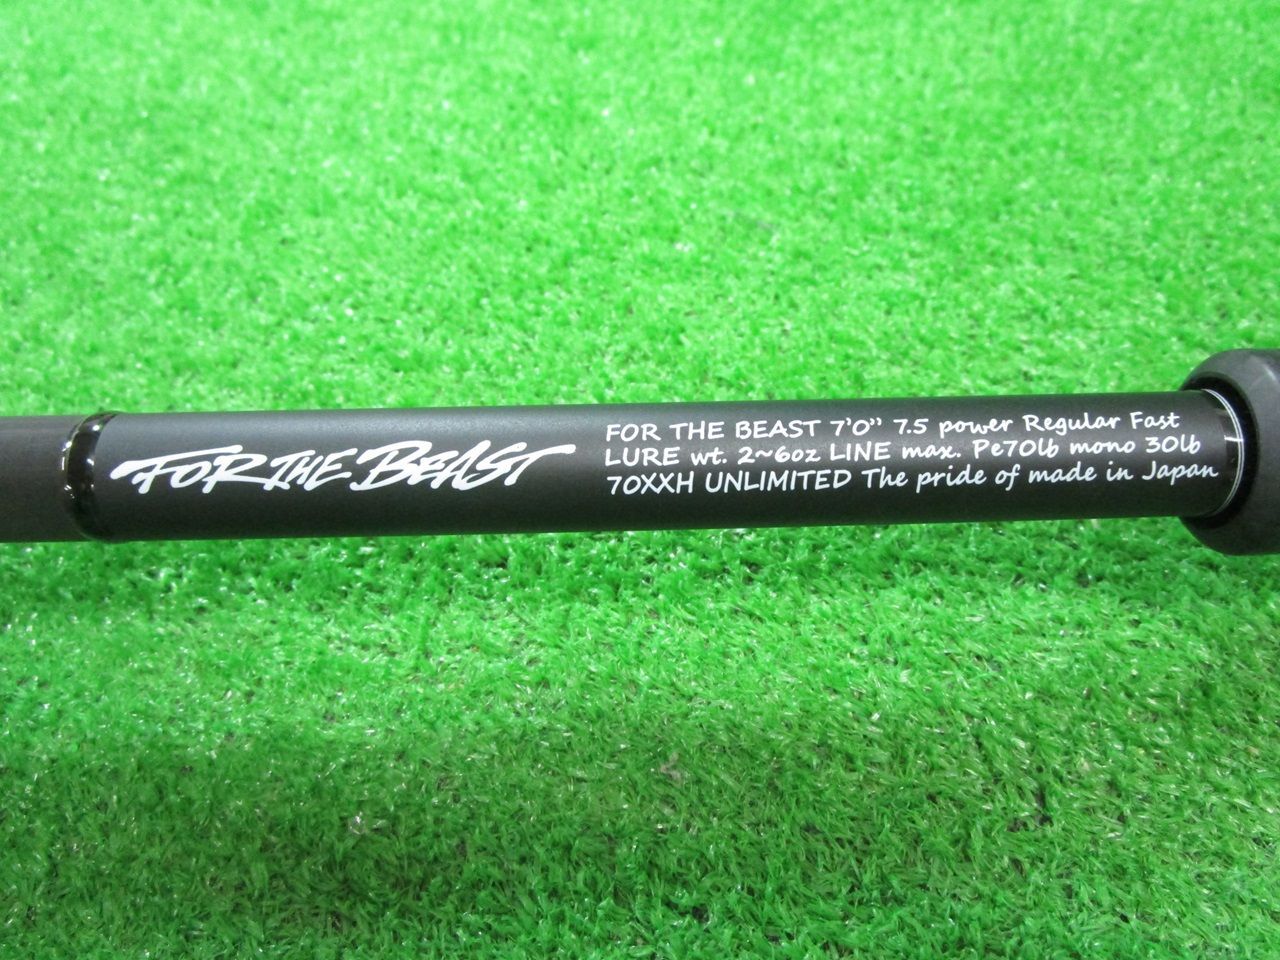 FOR THE BEAST
FOR THE BEAST 7'0" 7.5 power Regular Fast
LURE wt. 2~6oz LINE max. Pe70lb mono 30lb
70XXH UNLIMITED The pride of made in Japan